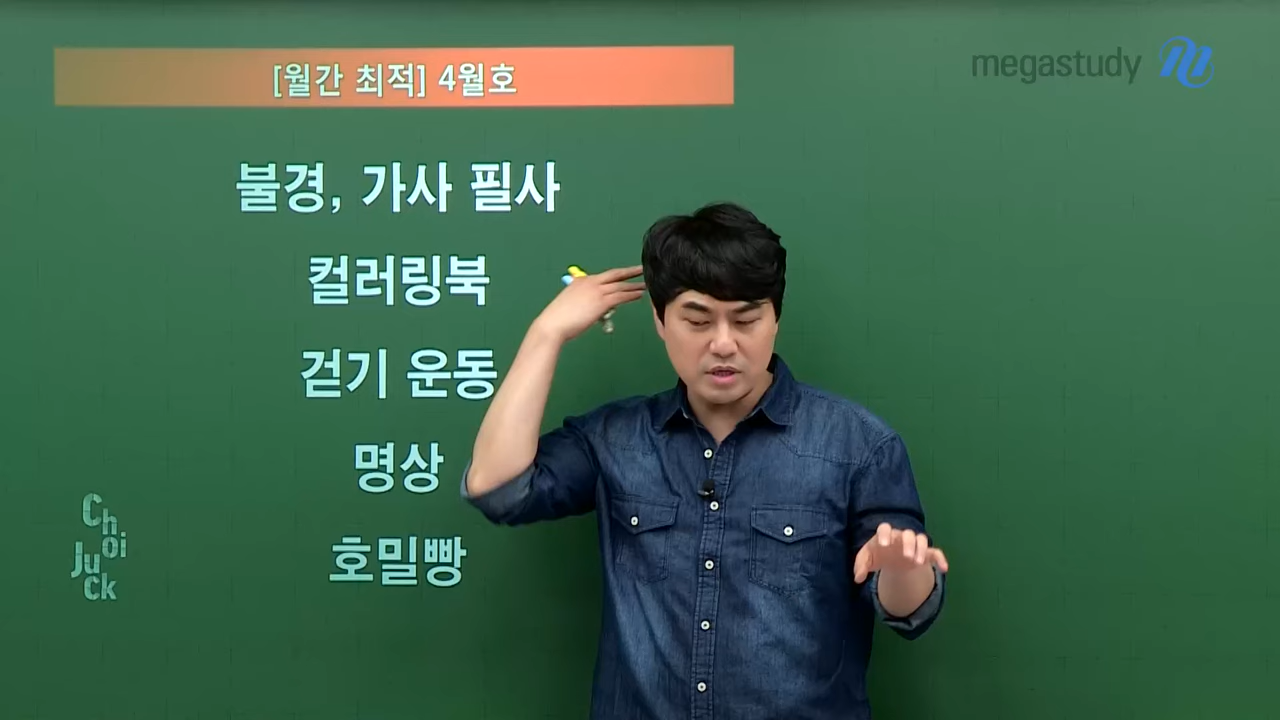 [월간 최적] 4월호
megastudy
불경, 가사 필사
컬러링북
걷기 운동
명상
호밀빵
Choi
Juck